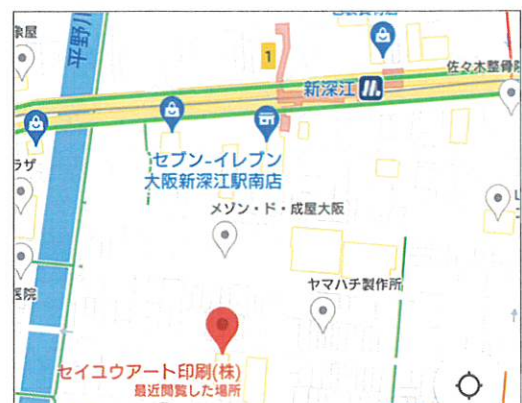 象屋
平野川
1
新深江
佐々木整骨院
セブン-イレブン
大阪新深江駅南店
ラザ
メゾン・ド・成屋大阪
ヤマハチ製作所
医院
セイユウアート印刷(株)
最近閲覧した場所